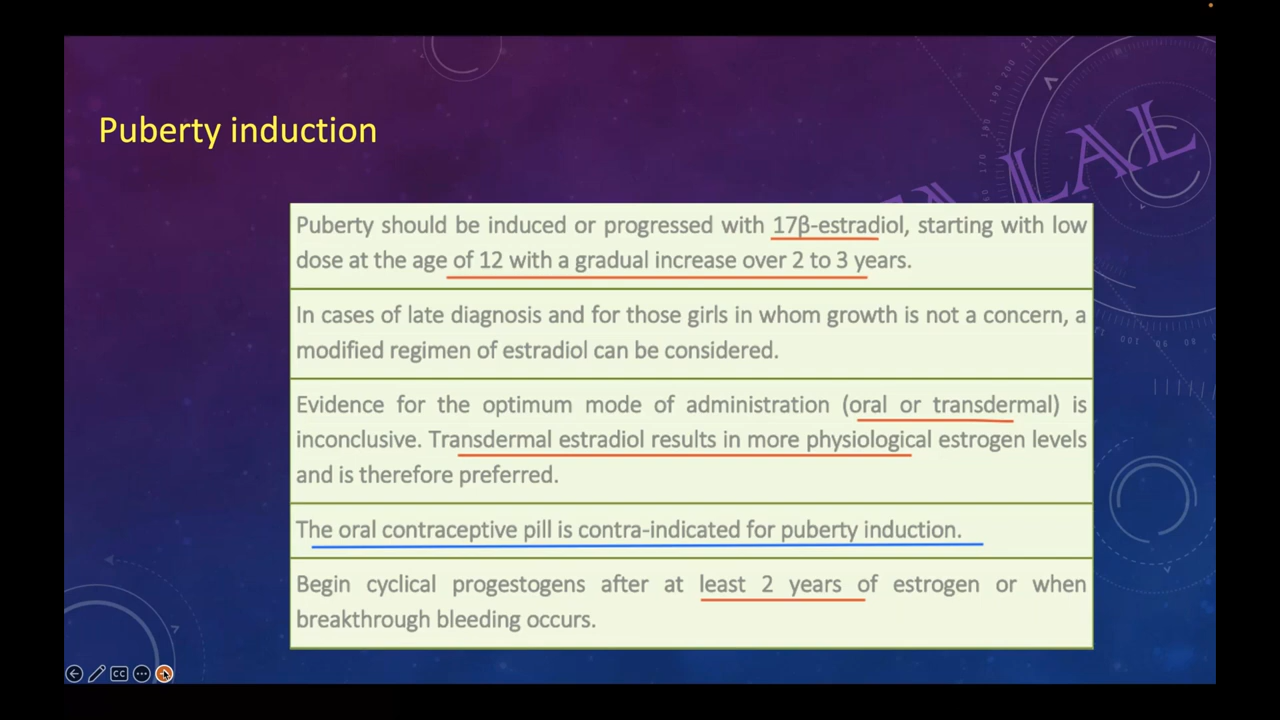 LAL
Puberty induction
Puberty should be induced or progressed with 17β-estradiol, starting with low
dose at the age of 12 with a gradual increase over 2 to 3 years.
In cases of late diagnosis and for those girls in whom growth is not a concern, a
modified regimen of estradiol can be considered.
Evidence for the optimum mode of administration (oral or transdermal) is
inconclusive. Transdermal estradiol results in more physiological estrogen levels
and is therefore preferred.
The oral contraceptive pill is contra-indicated for puberty induction.
Begin cyclical progestogens after at least 2 years of estrogen or when
breakthrough bleeding occurs.
CC